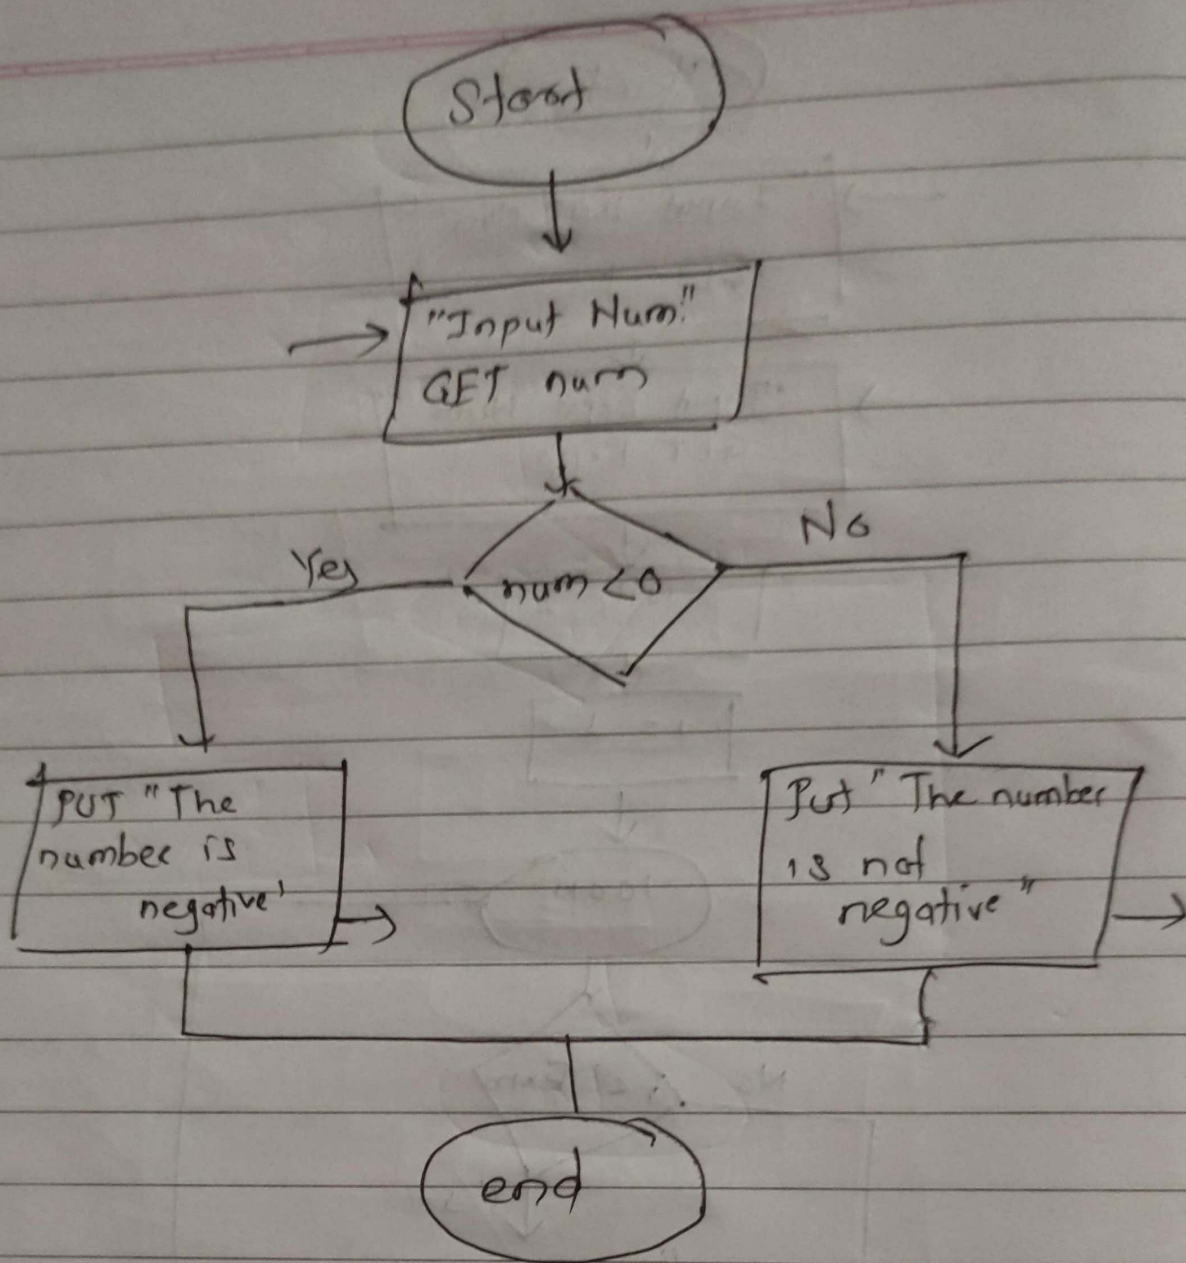 Start
"Input Num:"
GET num
num <0
Yes
No
PUT "The
number is
negative'
Put "The number
is not
negative"
end